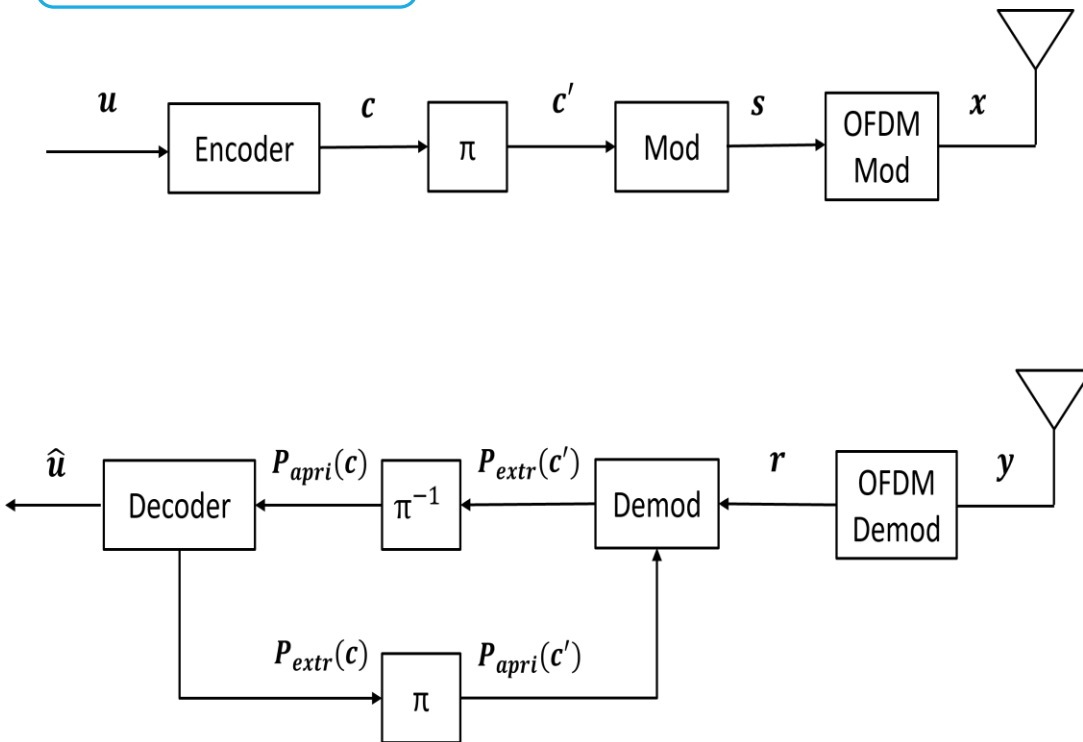 u
Encoder
c
π
c′
Mod
s
OFDM
Mod
x
û
Decoder
P_apri(c)
π⁻¹
P_extr(c′)
Demod
r
OFDM
Demod
y
P_extr(c)
π
P_apri(c′)